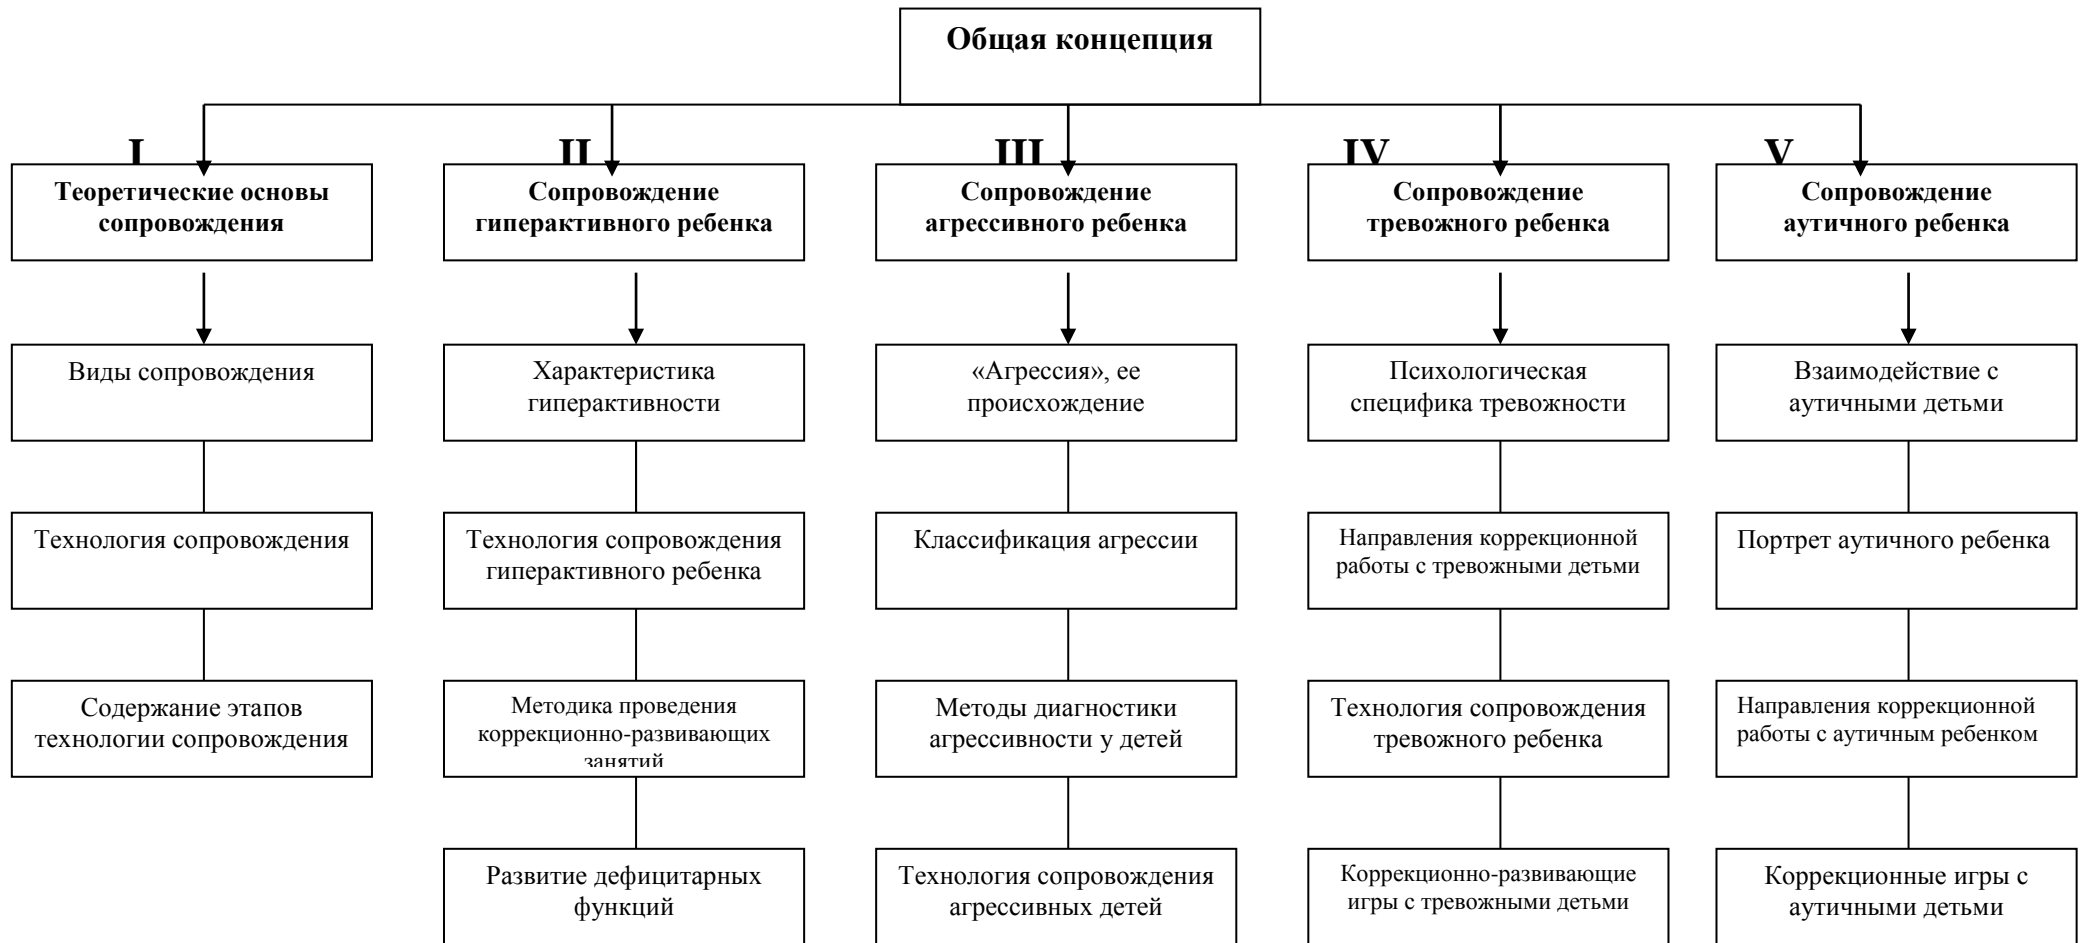 Общая концепция
I
II
III
IV
V
Теоретические основы
сопровождения
Сопровождение
гиперактивного ребенка
Сопровождение
агрессивного ребенка
Сопровождение
тревожного ребенка
Сопровождение
аутичного ребенка
Виды сопровождения
Характеристика
гиперактивности
«Агрессия», ее
происхождение
Психологическая
специфика тревожности
Взаимодействие с
аутичными детьми
Технология сопровождения
Технология сопровождения
гиперактивного ребенка
Классификация агрессии
Направления коррекционной
работы с тревожными детьми
Портрет аутичного ребенка
Содержание этапов
технологии сопровождения
Методика проведения
коррекционно-развивающих
занятий
Методы диагностики
агрессивности у детей
Технология сопровождения
тревожного ребенка
Направления коррекционной
работы с аутичным ребенком
Развитие дефицитарных
функций
Технология сопровождения
агрессивных детей
Коррекционно-развивающие
игры с тревожными детьми
Коррекционные игры с
аутичными детьми